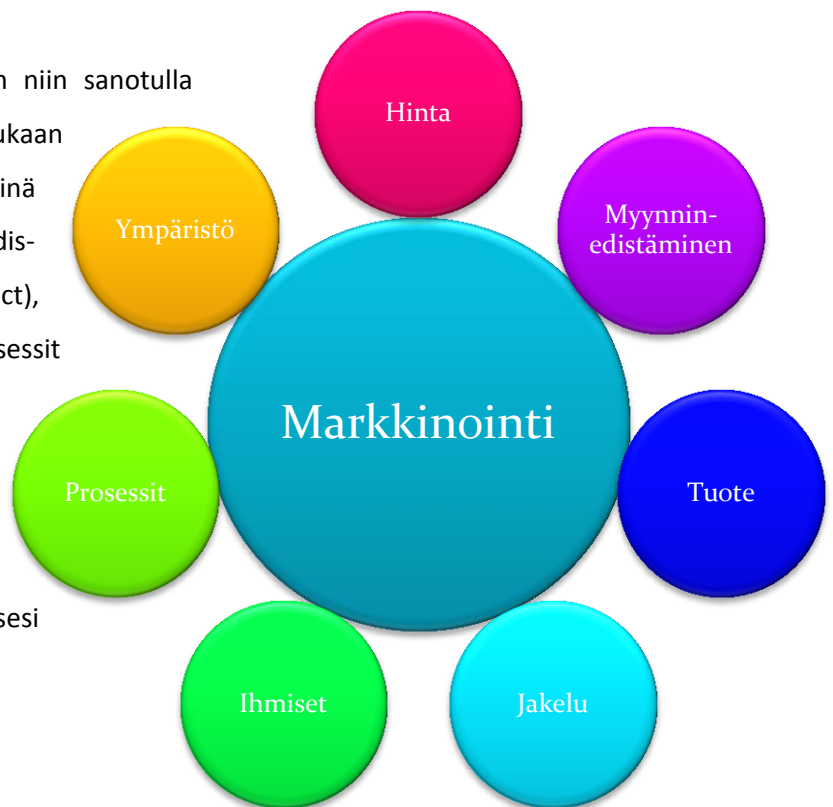 n niin sanotulla
ukaan
inä
dis-
ct),
sessit
sesi
Hinta
Myynnin-
edistäminen
Tuote
Jakelu
Ihmiset
Prosessit
Ympäristö
Markkinointi